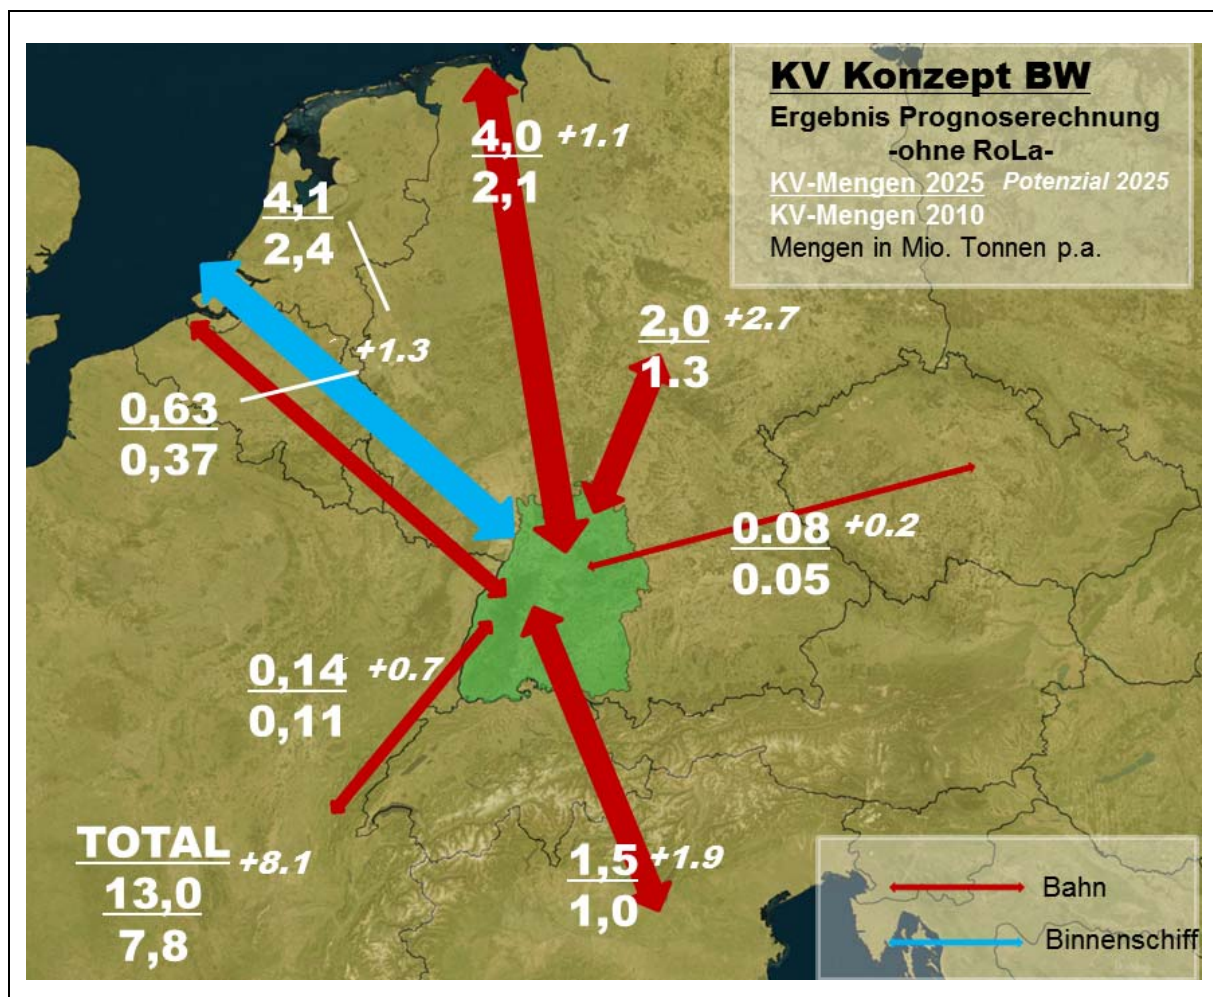 KV Konzept BW
Ergebnis Prognoserechnung
-ohne RoLa-
KV-Mengen 2025 Potenzial 2025
KV-Mengen 2010
Mengen in Mio. Tonnen p.a.
4,0 +1.1
2,1
4,1
2,4
2,0 +2.7
1.3
+1.3
0,63
0,37
0.08 +0.2
0.05
0,14 +0.7
0,11
TOTAL +8.1
13,0
7,8
1,5 +1.9
1,0
Bahn
Binnenschiff